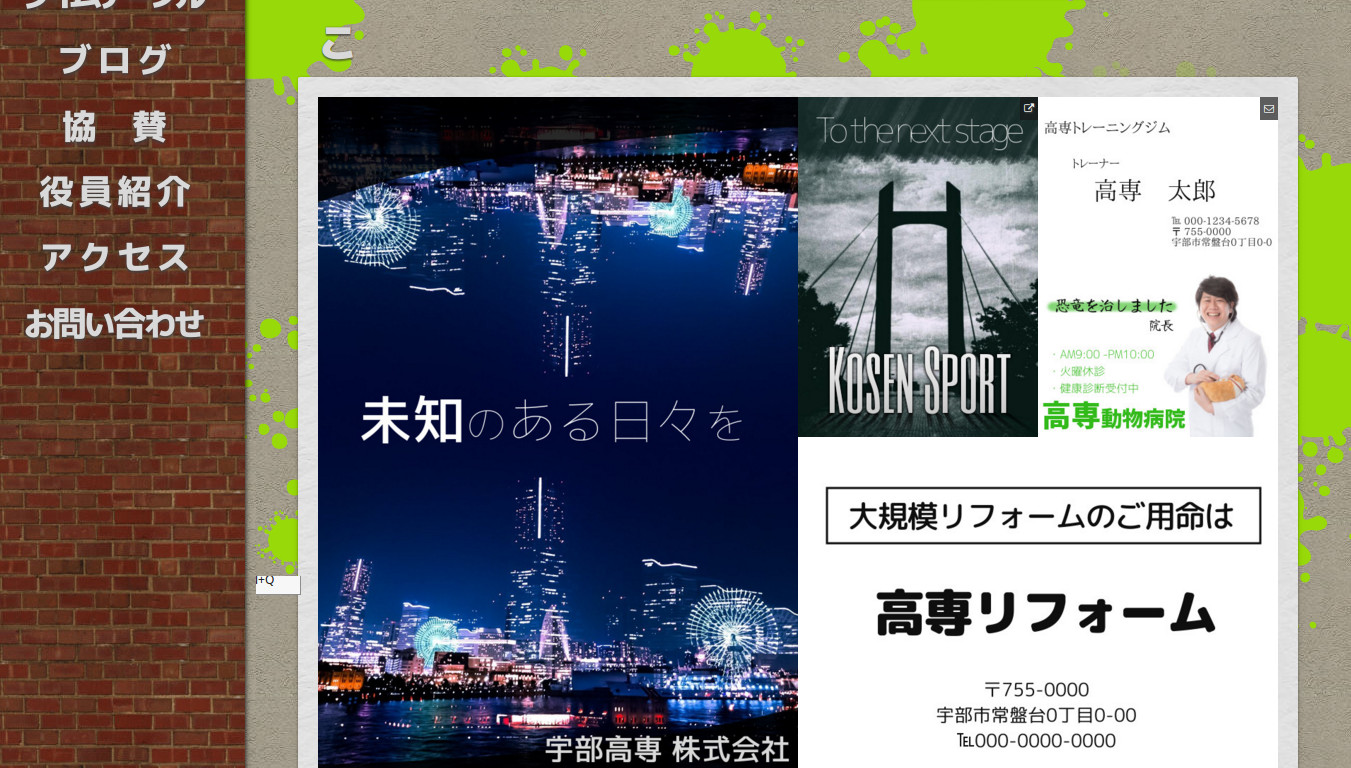 ブログ
協 賛
役員紹介
アクセス
お問い合わせ
こ
To the next stage
KOSEN SPORT
高専トレーニングジム
トレーナー
高専 太郎
℡ 000-1234-5678
〒 755-0000
宇部市常盤台0丁目0-0
恐竜を治しました
院長
・AM9:00 -PM10:00
・火曜休診
・健康診断受付中
高専動物病院
未知のある日々を
宇部高専 株式会社
大規模リフォームのご用命は
高専リフォーム
〒755-0000
宇部市常盤台0丁目0-00
℡000-0000-0000
+Q